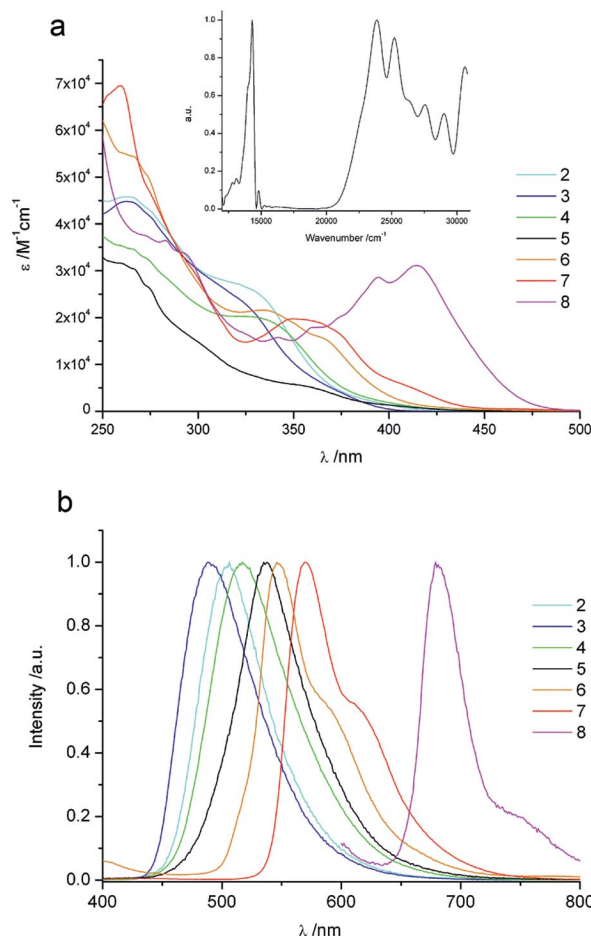 a
1.0
0.8
0.6
0.4
0.2
0.0
a.u.
15000 20000 25000 30000
Wavenumber /cm⁻¹
7x10⁴
6x10⁴
5x10⁴
4x10⁴
3x10⁴
2x10⁴
1x10⁴
0
ε /M⁻¹cm⁻¹
2
3
4
5
6
7
8
250 300 350 400 450 500
λ /nm
b
1.0
0.8
0.6
0.4
0.2
0.0
Intensity /a.u.
2
3
4
5
6
7
8
400 500 600 700 800
λ /nm